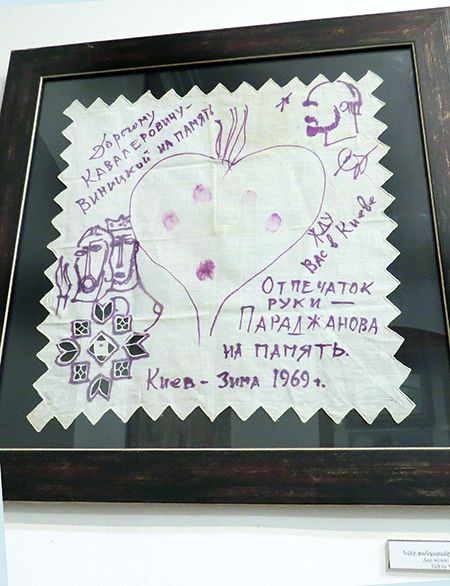 Дорогому
Кавалеровичу-
Виницкой на память
Жду
Вас в Киеве
Отпечаток
руки —
Параджанова
на память.
Киев - Зима 1969 г.